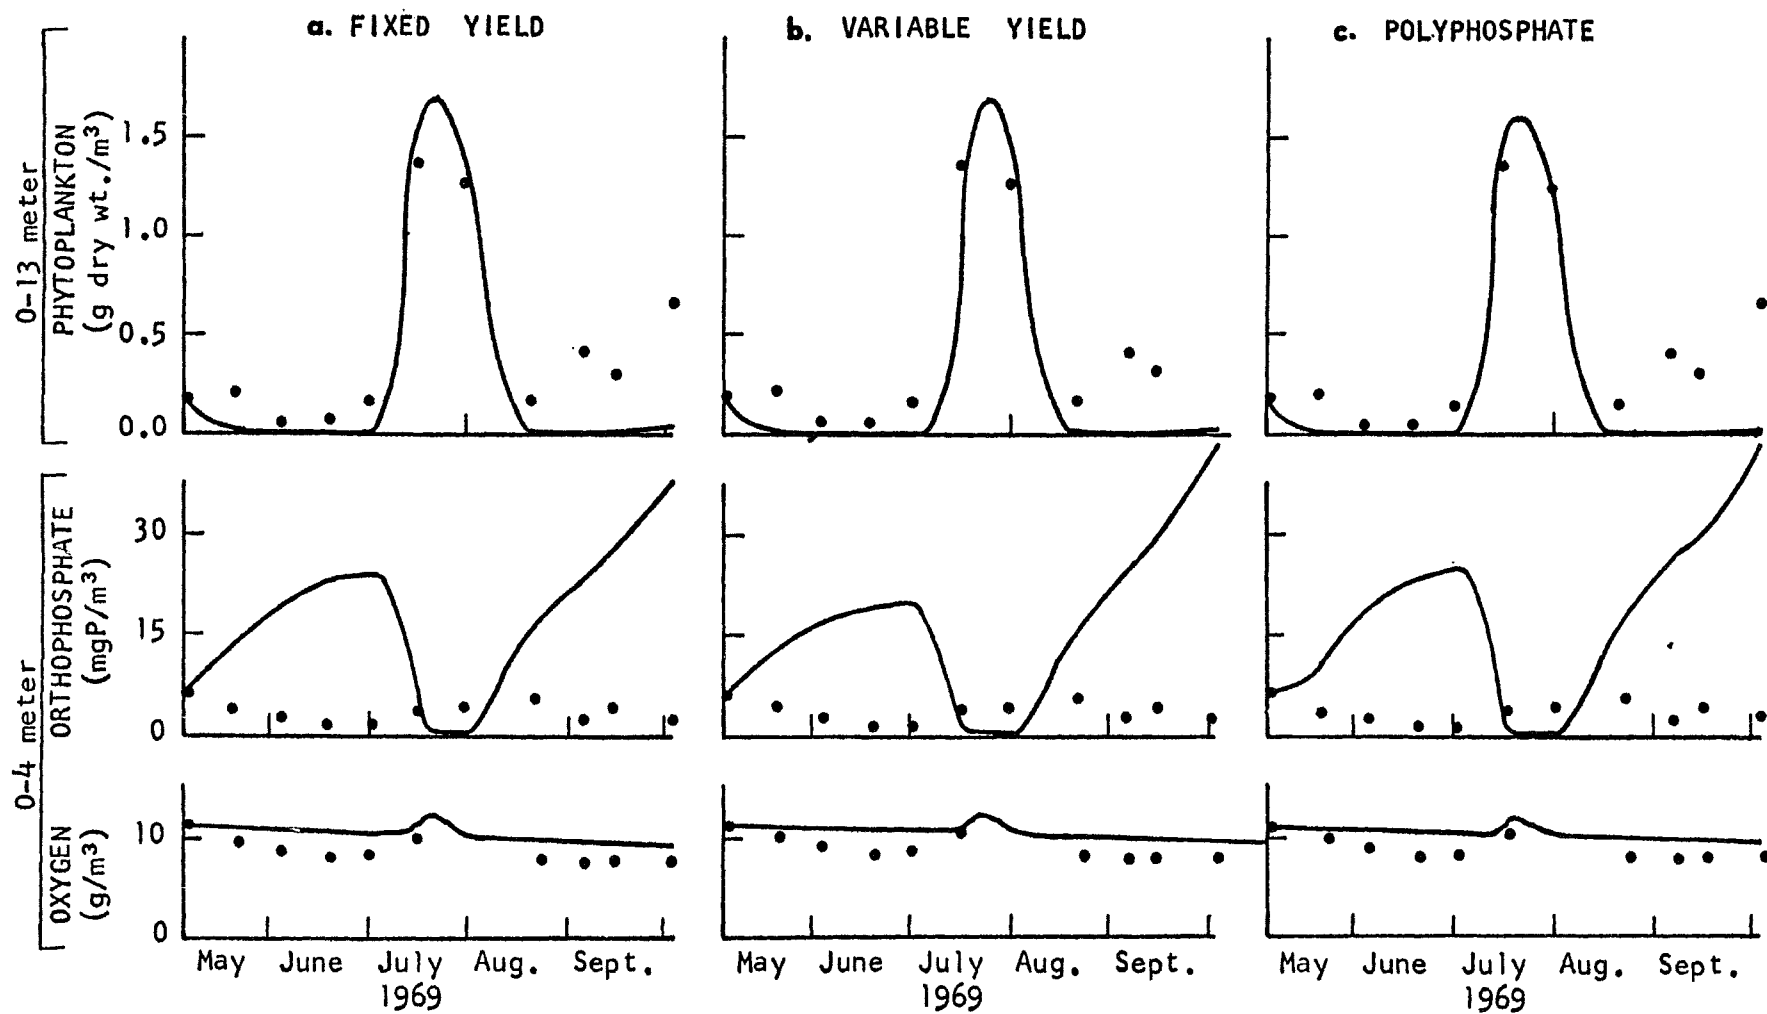 a. FIXED YIELD
b. VARIABLE YIELD
c. POLYPHOSPHATE
0-13 meter
PHYTOPLANKTON
(g dry wt./m³)
1.5
1.0
0.5
0.0
0-4 meter
ORTHOPHOSPHATE
(mgP/m³)
30
15
0
OXYGEN
(g/m³)
10
0
May June July Aug. Sept.
1969
May June July Aug. Sept.
1969
May June July Aug. Sept.
1969